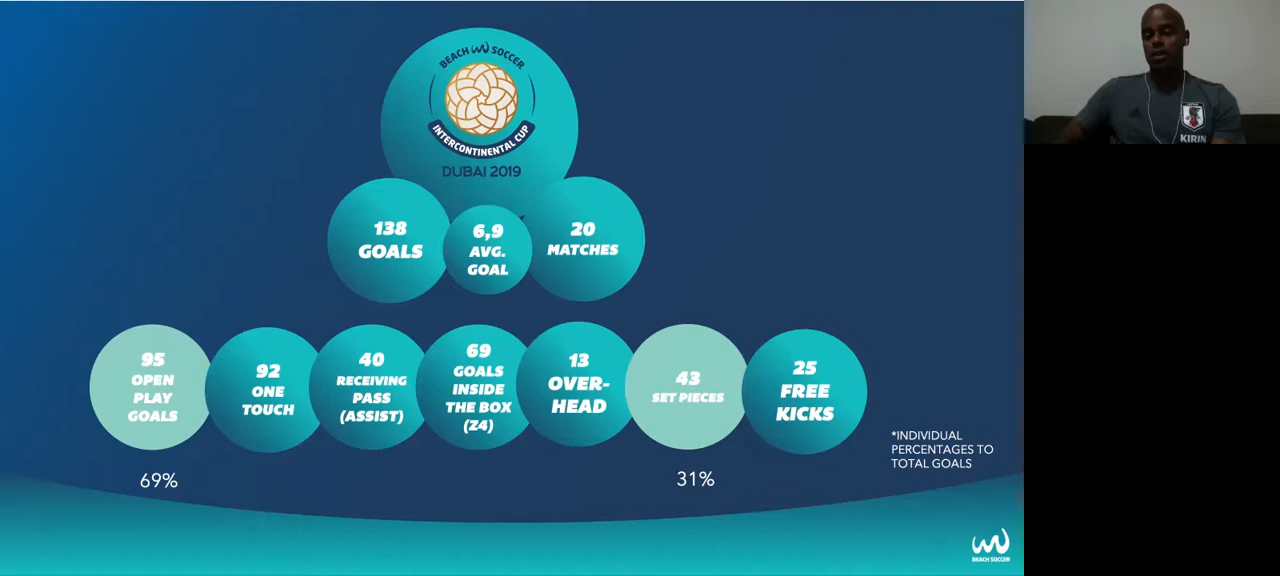 BEACH SOCCER
INTERCONTINENTAL CUP
DUBAI 2019
138
GOALS
6,9
AVG.
GOAL
20
MATCHES
95
OPEN
PLAY
GOALS
92
ONE
TOUCH
40
RECEIVING
PASS
(ASSIST)
69
GOALS
INSIDE
THE BOX
(Z4)
13
OVER-
HEAD
43
SET PIECES
25
FREE
KICKS
69%
31%
*INDIVIDUAL
PERCENTAGES TO
TOTAL GOALS
BEACH SOCCER
KIRIN